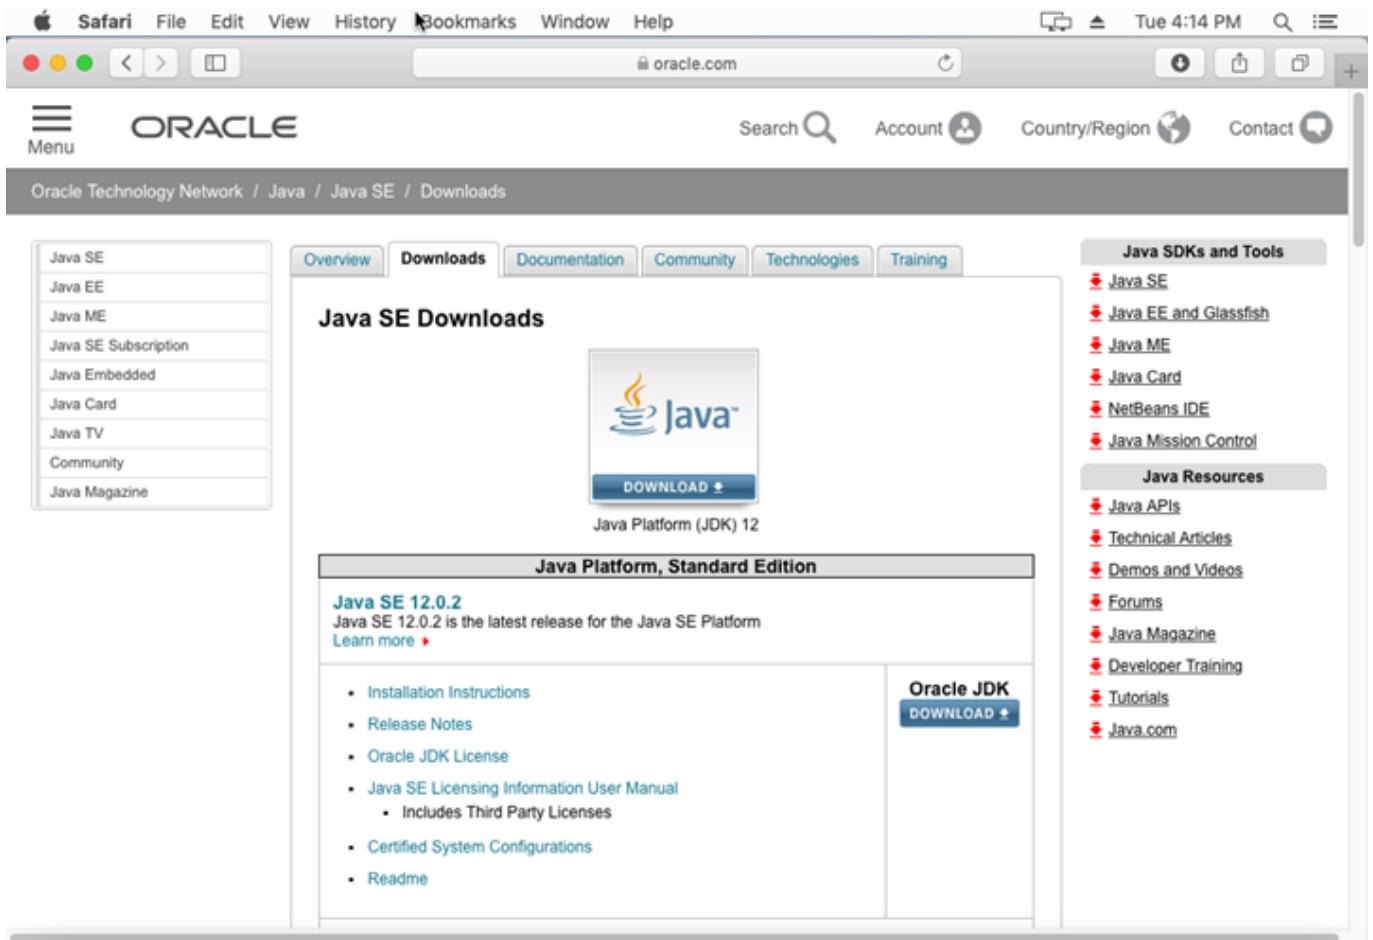 Safari File Edit View History Bookmarks Window Help Tue 4:14 PM
oracle.com
Menu
ORACLE
Search Account Country/Region Contact
Oracle Technology Network / Java / Java SE / Downloads
Java SE
Java EE
Java ME
Java SE Subscription
Java Embedded
Java Card
Java TV
Community
Java Magazine
Overview Downloads Documentation Community Technologies Training
Java SE Downloads
Java™
DOWNLOAD
Java Platform (JDK) 12
Java Platform, Standard Edition
Java SE 12.0.2
Java SE 12.0.2 is the latest release for the Java SE Platform
Learn more
Installation Instructions
Release Notes
Oracle JDK License
Java SE Licensing Information User Manual
Includes Third Party Licenses
Certified System Configurations
Readme
Oracle JDK
DOWNLOAD
Java SDKs and Tools
Java SE
Java EE and Glassfish
Java ME
Java Card
NetBeans IDE
Java Mission Control
Java Resources
Java APIs
Technical Articles
Demos and Videos
Forums
Java Magazine
Developer Training
Tutorials
Java.com